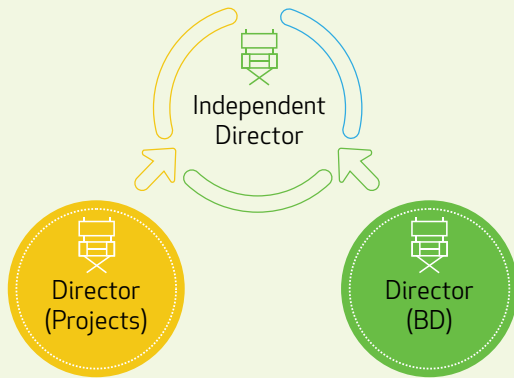 Independent
Director
Director
(Projects)
Director
(BD)